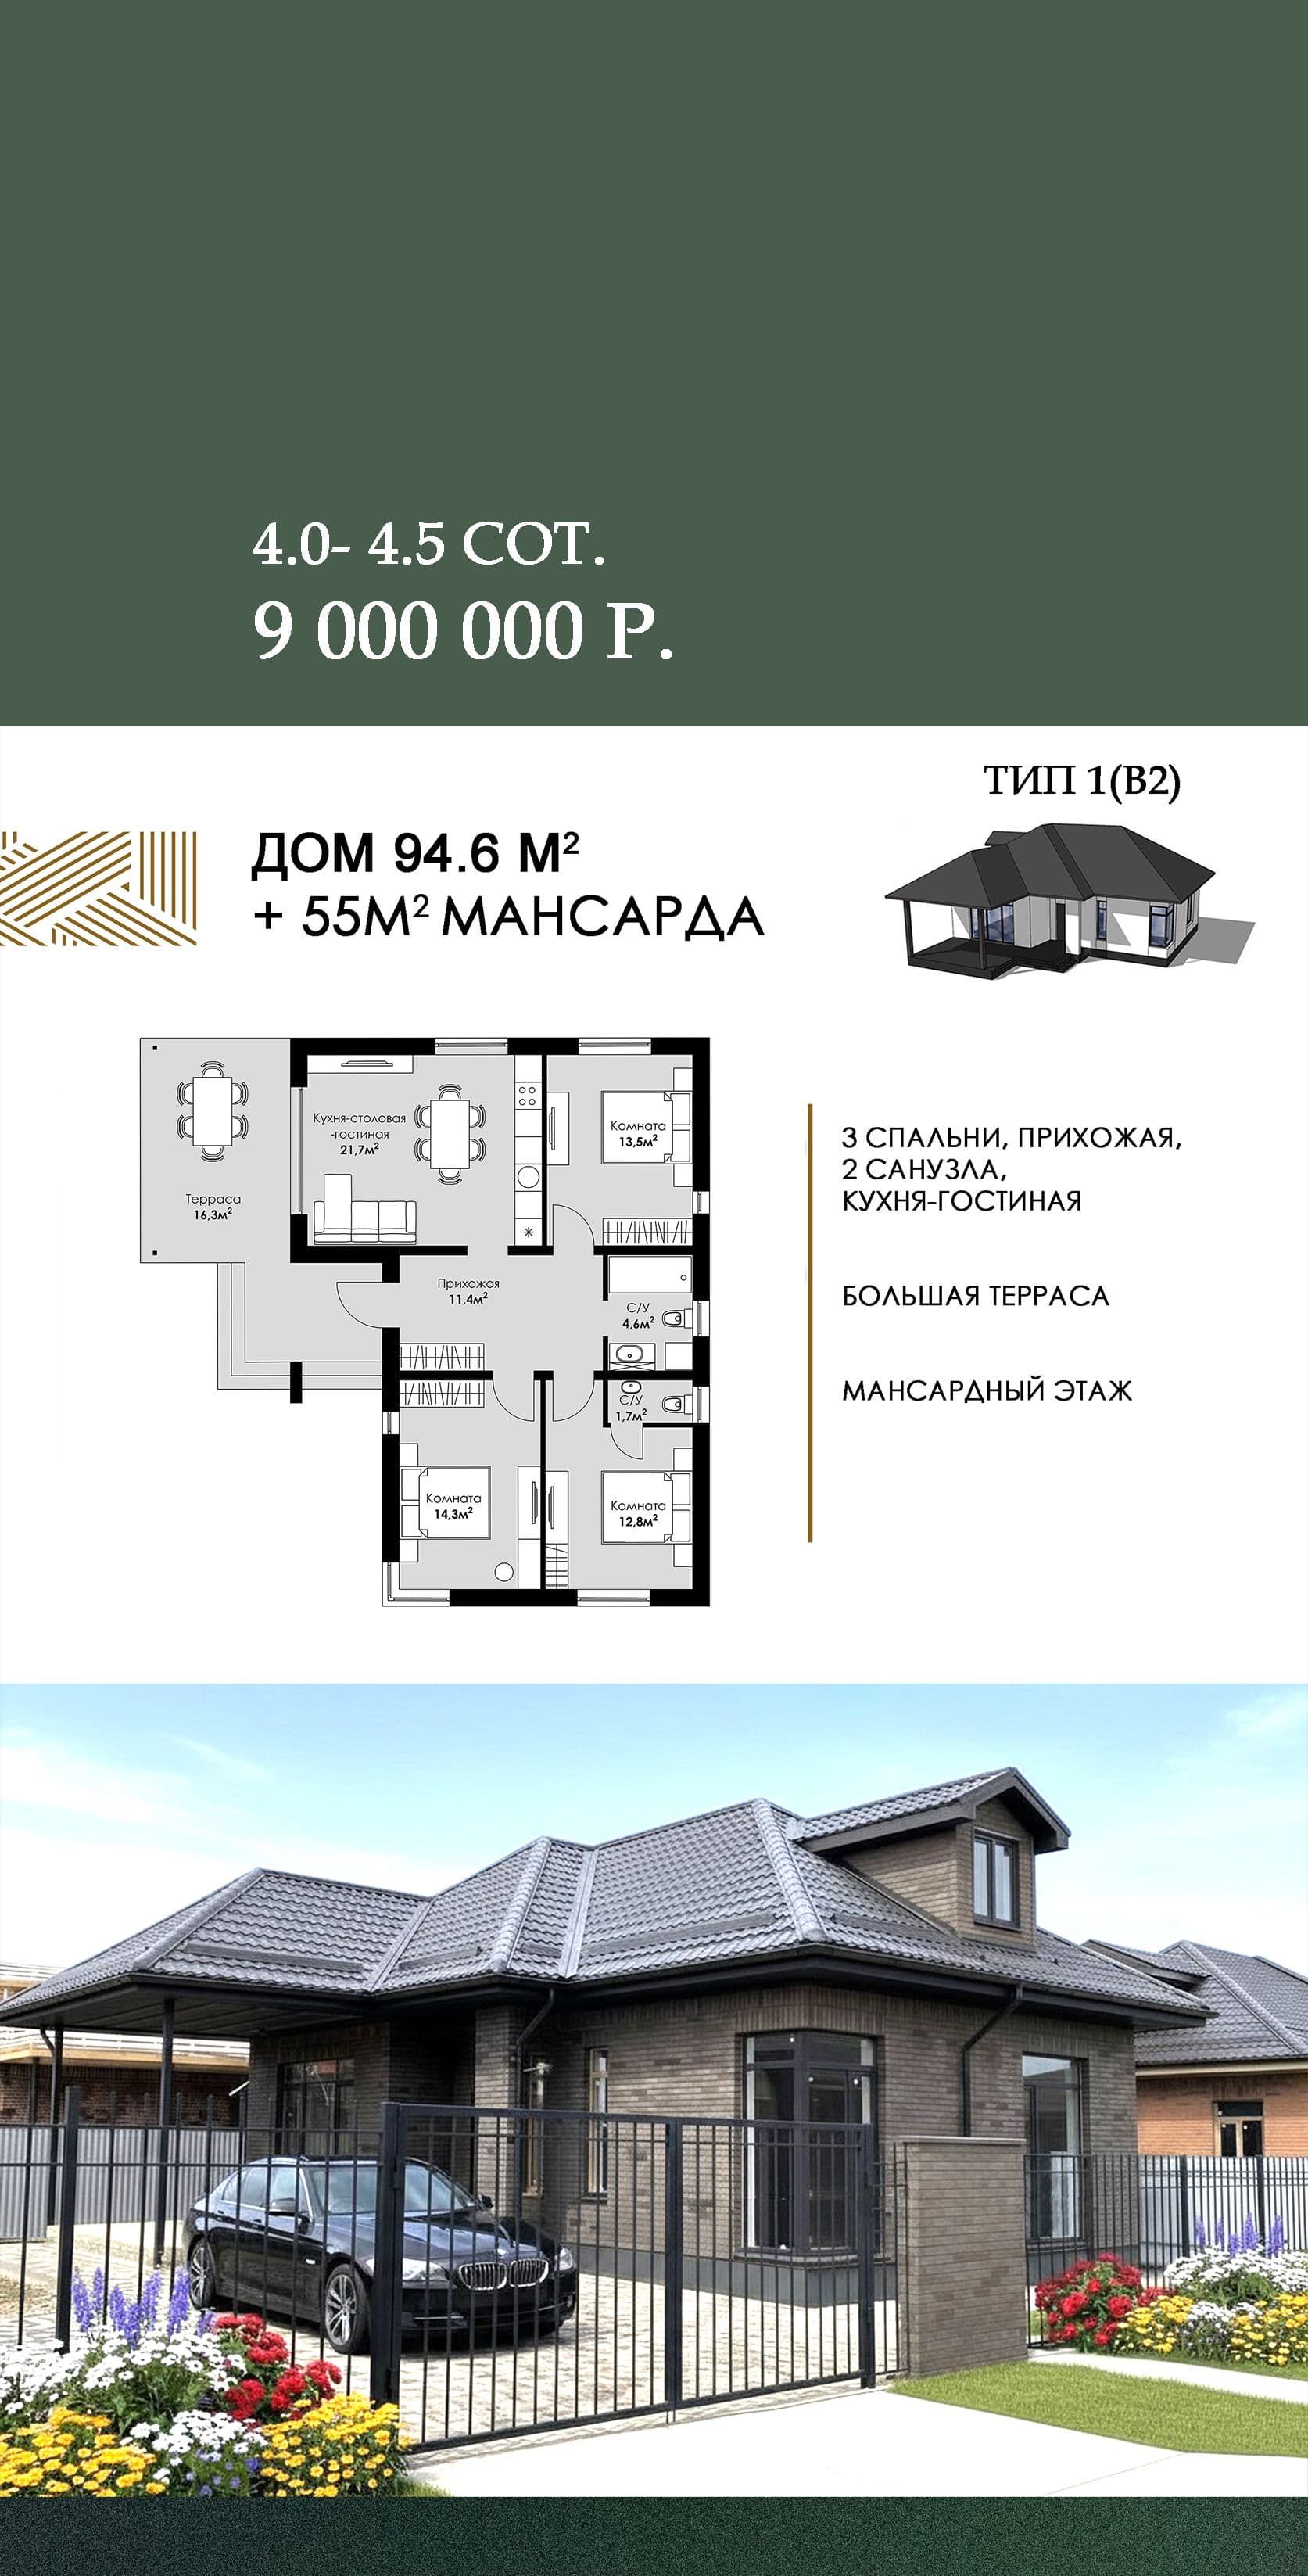 4.0- 4.5 СОТ.
9 000 000 Р.
ТИП 1(В2)
ДОМ 94.6 М²
+ 55М² МАНСАРДА
Кухня-столовая
-гостиная
21,7м²
Комната
13,5м²
Терраса
16,3м²
Прихожая
11,4м²
С/У
4,6м²
С/У
1,7м²
Комната
14,3м²
Комната
12,8м²
3 СПАЛЬНИ, ПРИХОЖАЯ,
2 САНУЗЛА,
КУХНЯ-ГОСТИНАЯ
БОЛЬШАЯ ТЕРРАСА
МАНСАРДНЫЙ ЭТАЖ